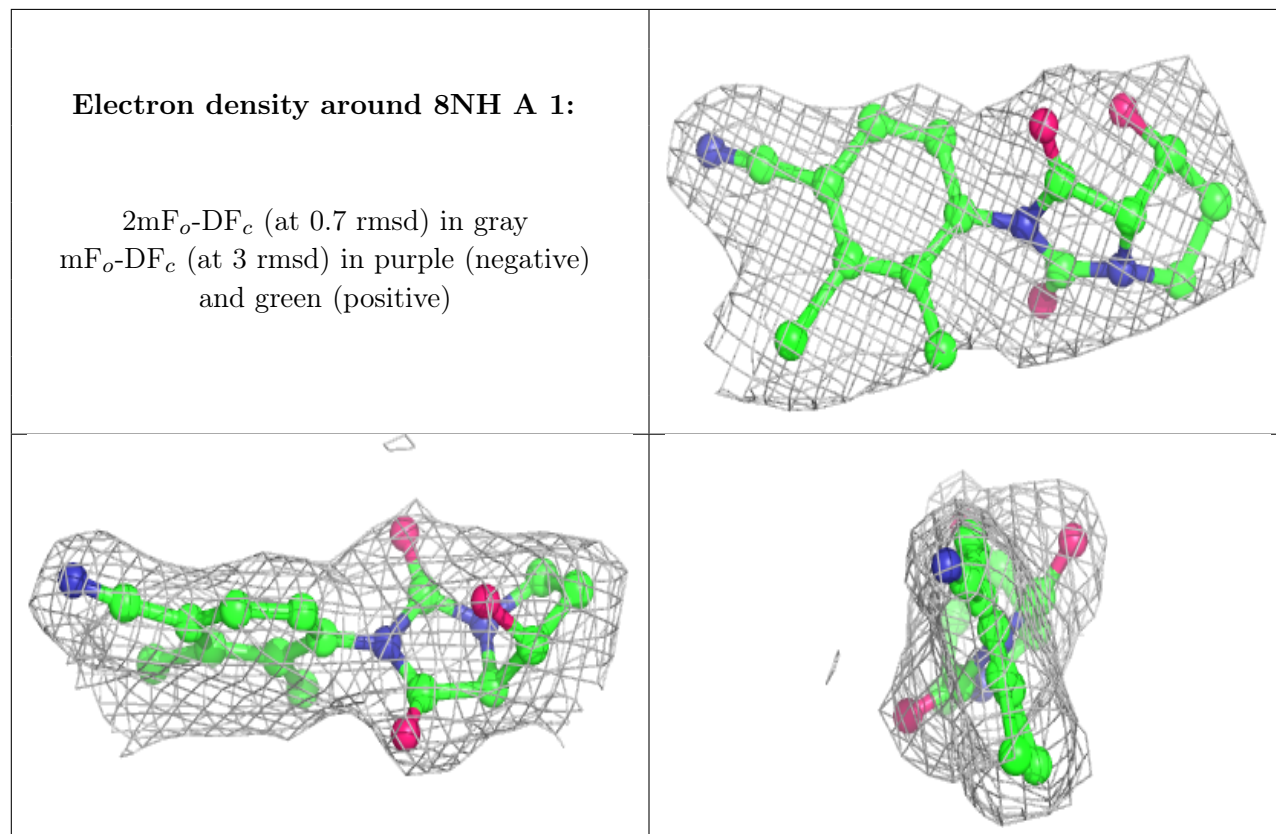 Electron density around 8NH A 1:
2mFo-DFc (at 0.7 rmsd) in gray
mFo-DFc (at 3 rmsd) in purple (negative)
and green (positive)